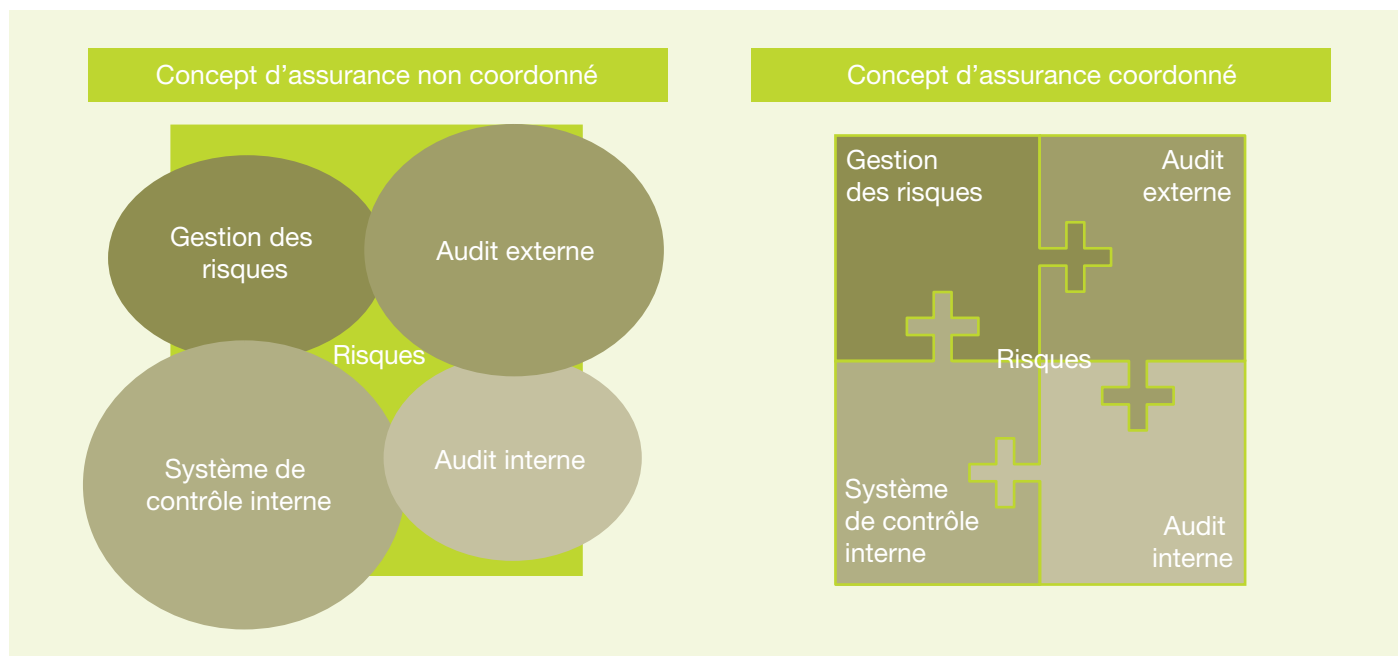 Concept d’assurance non coordonné
Gestion des
risques
Audit externe
Risques
Système de
contrôle interne
Audit interne
Concept d’assurance coordonné
Gestion
des risques
Audit
externe
Risques
Système
de contrôle
interne
Audit
interne